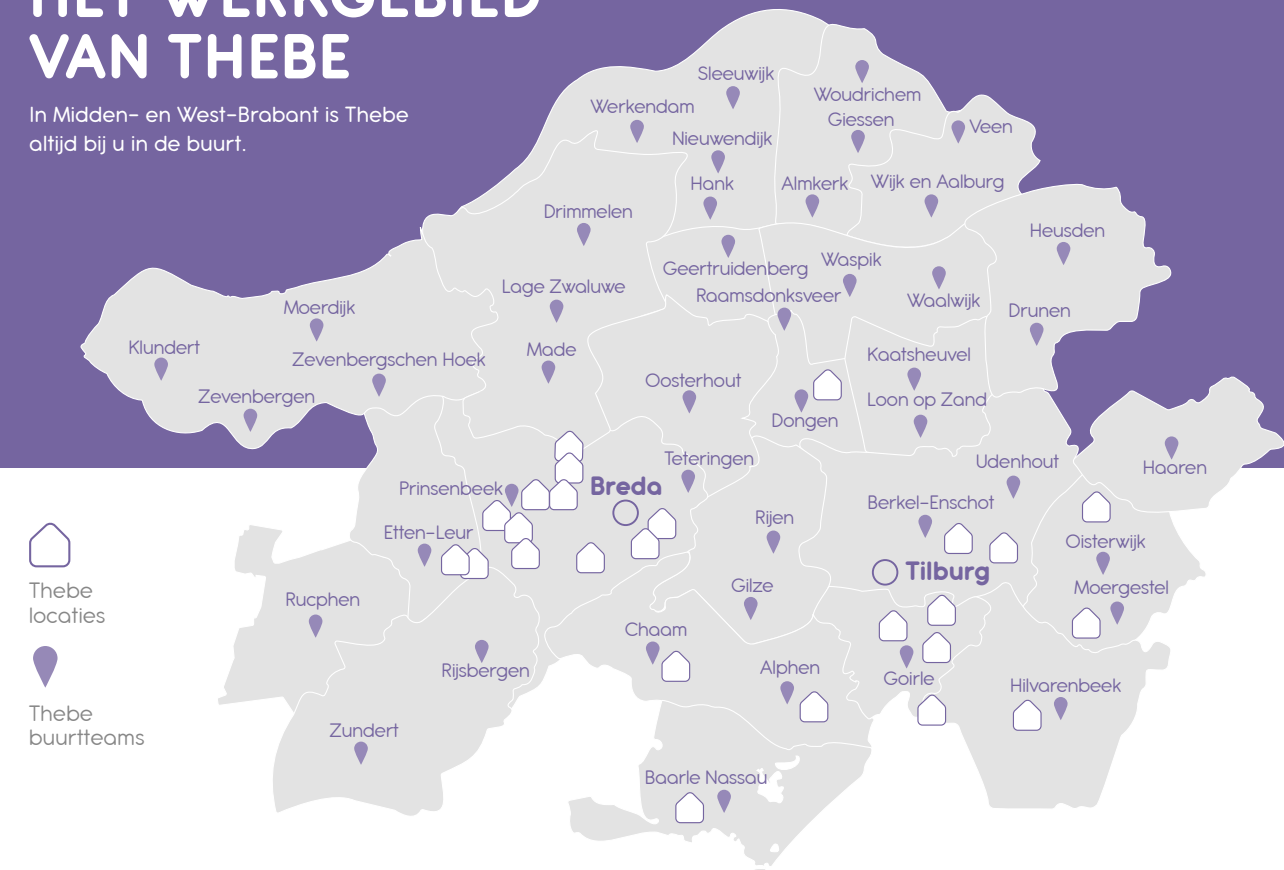 HET WERKGEBIED
VAN THEBE
In Midden- en West-Brabant is Thebe
altijd bij u in de buurt.
Sleeuwijk
Woudrichem
Werkendam
Giessen
Veen
Nieuwendijk
Hank
Almkerk
Wijk en Aalburg
Drimmelen
Heusden
Geertruidenberg
Waspik
Lage Zwaluwe
Raamsdonksveer
Waalwijk
Moerdijk
Drunen
Klundert
Zevenbergschen Hoek
Made
Kaatsheuvel
Oosterhout
Zevenbergen
Loon op Zand
Dongen
Teteringen
Udenhout
Haaren
Prinsenbeek
Breda
Berkel-Enschot
Rijen
Etten-Leur
Oisterwijk
Tilburg
Thebe
locaties
Rucphen
Gilze
Moergestel
Chaam
Rijsbergen
Alphen
Goirle
Hilvarenbeek
Thebe
buurtteams
Zundert
Baarle Nassau